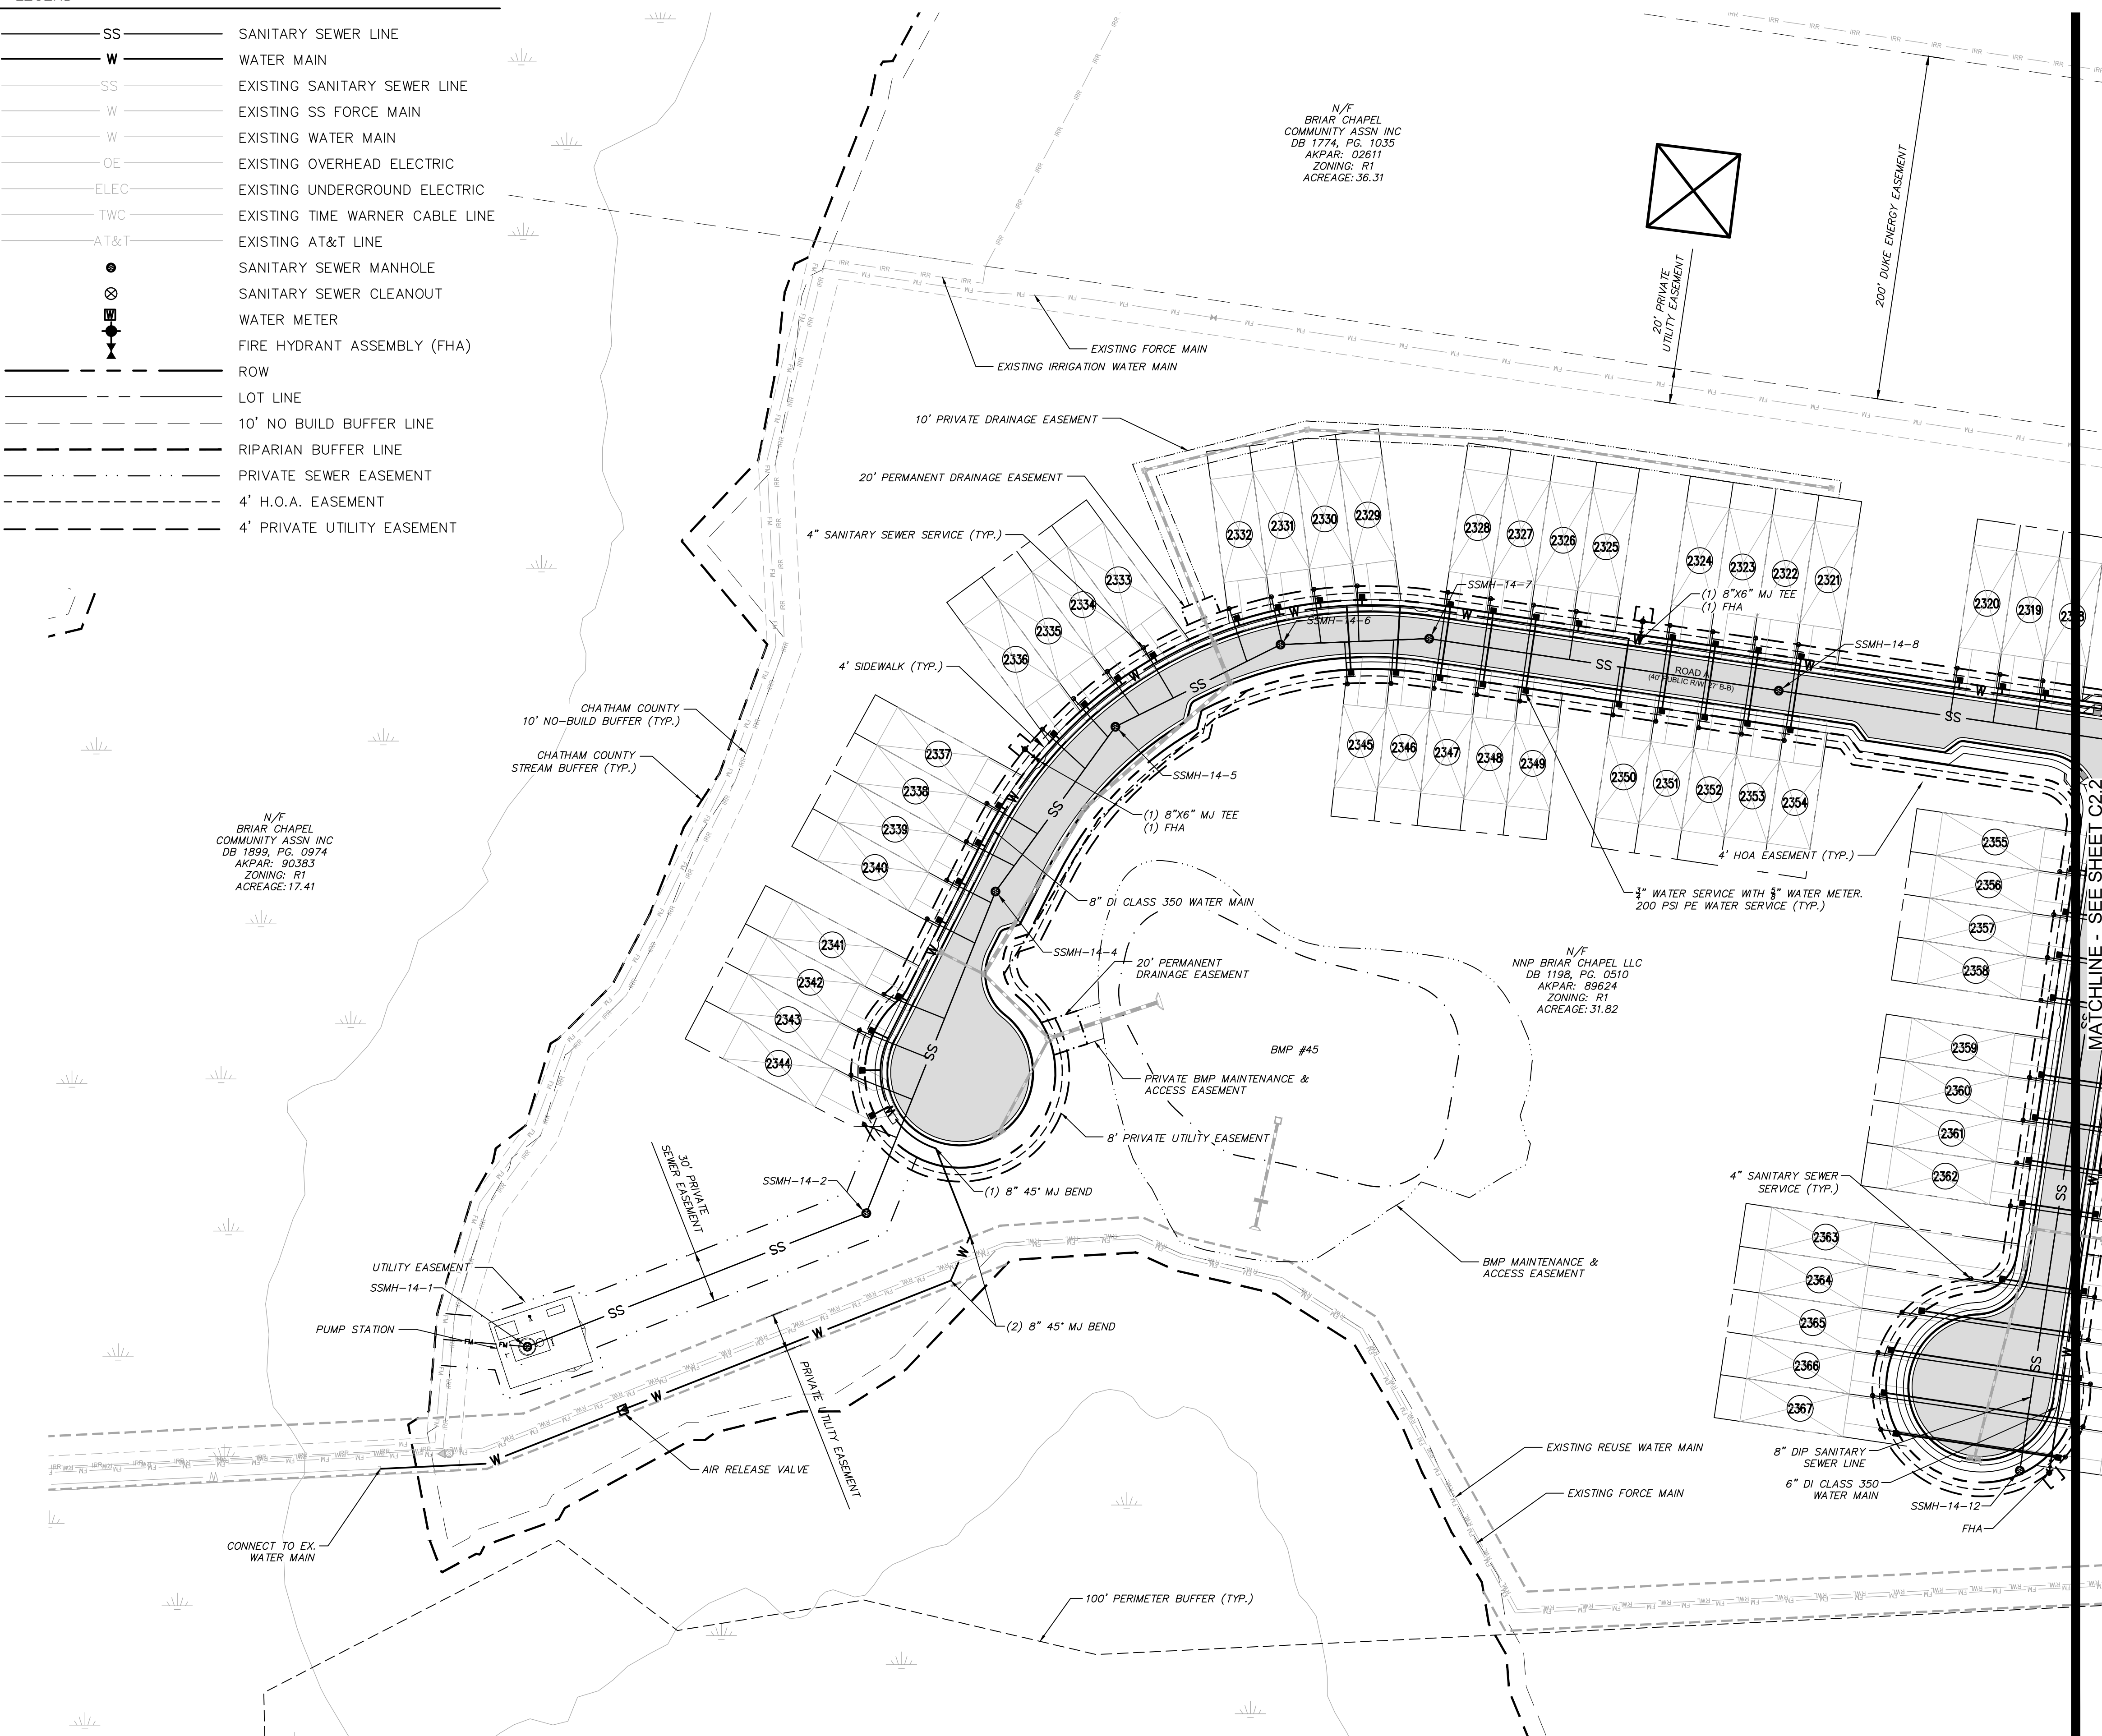 SS
SANITARY SEWER LINE
W
WATER MAIN
SS
EXISTING SANITARY SEWER LINE
W
EXISTING SS FORCE MAIN
W
EXISTING WATER MAIN
OE
EXISTING OVERHEAD ELECTRIC
ELEC
EXISTING UNDERGROUND ELECTRIC
TWC
EXISTING TIME WARNER CABLE LINE
AT&T
EXISTING AT&T LINE
SANITARY SEWER MANHOLE
SANITARY SEWER CLEANOUT
W
WATER METER
FIRE HYDRANT ASSEMBLY (FHA)
ROW
LOT LINE
10' NO BUILD BUFFER LINE
RIPARIAN BUFFER LINE
PRIVATE SEWER EASEMENT
4' H.O.A. EASEMENT
4' PRIVATE UTILITY EASEMENT
N/F
BRIAR CHAPEL
COMMUNITY ASSN INC
DB 1774, PG. 1035
AKPAR: 02611
ZONING: R1
ACREAGE: 36.31
20' PRIVATE
UTILITY EASEMENT
200' DUKE ENERGY EASEMENT
EXISTING FORCE MAIN
EXISTING IRRIGATION WATER MAIN
10' PRIVATE DRAINAGE EASEMENT
20' PERMANENT DRAINAGE EASEMENT
4" SANITARY SEWER SERVICE (TYP.)
4' SIDEWALK (TYP.)
CHATHAM COUNTY
10' NO-BUILD BUFFER (TYP.)
CHATHAM COUNTY
STREAM BUFFER (TYP.)
2332
2331
2330
2329
2328
2327
2326
2325
2324
2323
2322
2321
2320
2319
2318
2333
2334
2335
2336
2337
2338
2339
2340
2341
2342
2343
2344
2345
2346
2347
2348
2349
2350
2351
2352
2353
2354
SSMH-14-7
SSMH-14-6
(1) 8"X6" MJ TEE
(1) FHA
SSMH-14-8
ROAD A
(40' PUBLIC R/W, 27' B-B)
SSMH-14-5
(1) 8"X6" MJ TEE
(1) FHA
8" DI CLASS 350 WATER MAIN
SSMH-14-4
20' PERMANENT
DRAINAGE EASEMENT
4' HOA EASEMENT (TYP.)
3/4" WATER SERVICE WITH 5/8" WATER METER.
200 PSI PE WATER SERVICE (TYP.)
N/F
BRIAR CHAPEL
COMMUNITY ASSN INC
DB 1899, PG. 0974
AKPAR: 90383
ZONING: R1
ACREAGE: 17.41
N/F
NNP BRIAR CHAPEL LLC
DB 1198, PG. 0510
AKPAR: 89624
ZONING: R1
ACREAGE: 31.82
BMP #45
PRIVATE BMP MAINTENANCE &
ACCESS EASEMENT
8' PRIVATE UTILITY EASEMENT
2355
2356
2357
2358
2359
2360
2361
2362
2363
2364
2365
2366
2367
MATCHLINE - SEE SHEET C2.2
4" SANITARY SEWER
SERVICE (TYP.)
30' PRIVATE
SEWER EASEMENT
SSMH-14-2
(1) 8" 45° MJ BEND
UTILITY EASEMENT
SSMH-14-1
PUMP STATION
FM
FM
(2) 8" 45° MJ BEND
BMP MAINTENANCE &
ACCESS EASEMENT
PRIVATE UTILITY EASEMENT
AIR RELEASE VALVE
CONNECT TO EX.
WATER MAIN
EXISTING REUSE WATER MAIN
EXISTING FORCE MAIN
8" DIP SANITARY
SEWER LINE
6" DI CLASS 350
WATER MAIN
SSMH-14-12
FHA
100' PERIMETER BUFFER (TYP.)